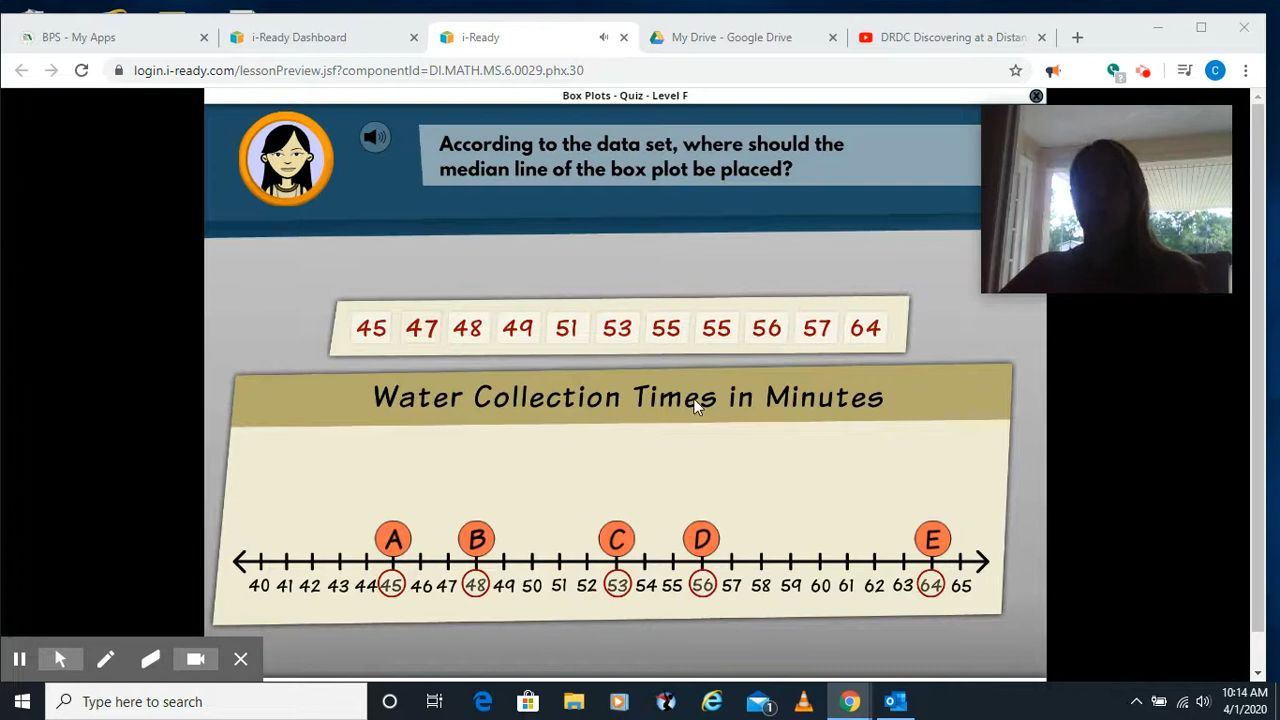 BPS - My Apps
i-Ready Dashboard
i-Ready
My Drive - Google Drive
DRDC Discovering at a Distan
login.i-ready.com/lessonPreview.jsf?componentId=DI.MATH.MS.6.0029.phx.30
C
?
Box Plots - Quiz - Level F
According to the data set, where should the
median line of the box plot be placed?
45 47 48 49 51 53 55 55 56 57 64
Water Collection Times in Minutes
A B C D E
40 41 42 43 44 45 46 47 48 49 50 51 52 53 54 55 56 57 58 59 60 61 62 63 64 65
Type here to search
1
10:14 AM
4/1/2020